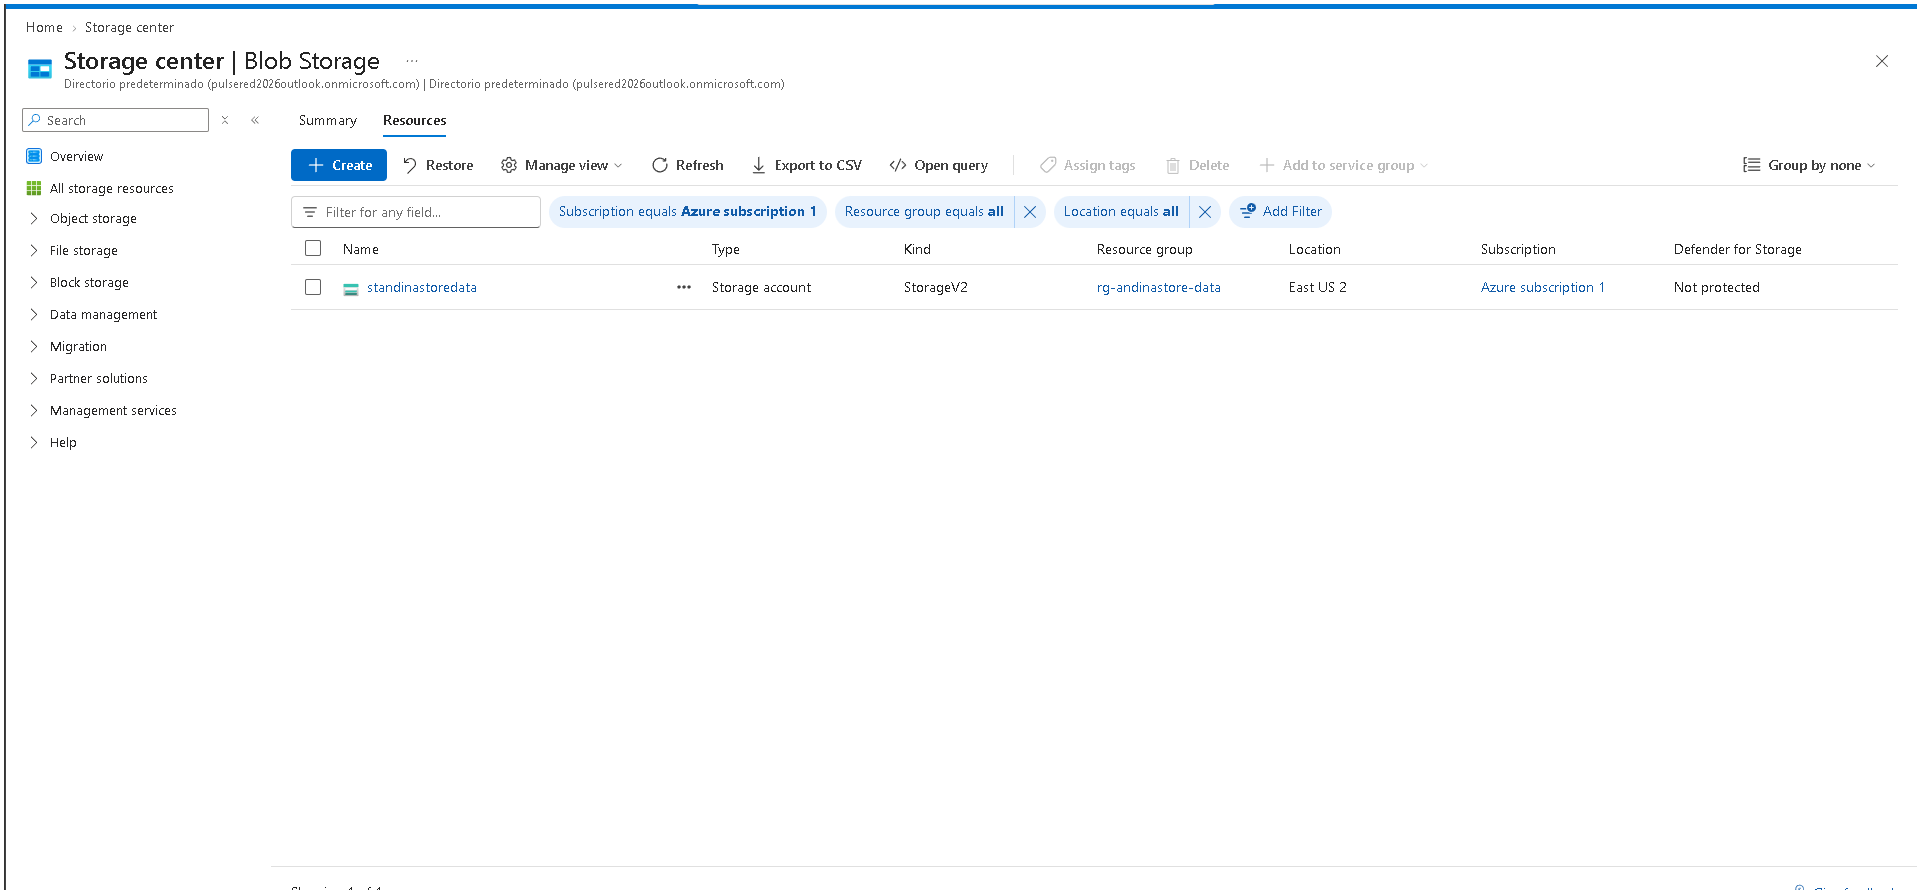 Home > Storage center
Storage center | Blob Storage ...
Directorio predeterminado (pulsered2026outlook.onmicrosoft.com) | Directorio predeterminado (pulsered2026outlook.onmicrosoft.com)
Search
Overview
All storage resources
Object storage
File storage
Block storage
Data management
Migration
Partner solutions
Management services
Help
Summary Resources
Create Restore Manage view Refresh Export to CSV Open query Assign tags Delete Add to service group Group by none
Filter for any field... Subscription equals Azure subscription 1 Resource group equals all Location equals all Add Filter
Name Type Kind Resource group Location Subscription Defender for Storage
standinastoredata ... Storage account StorageV2 rg-andinastore-data East US 2 Azure subscription 1 Not protected